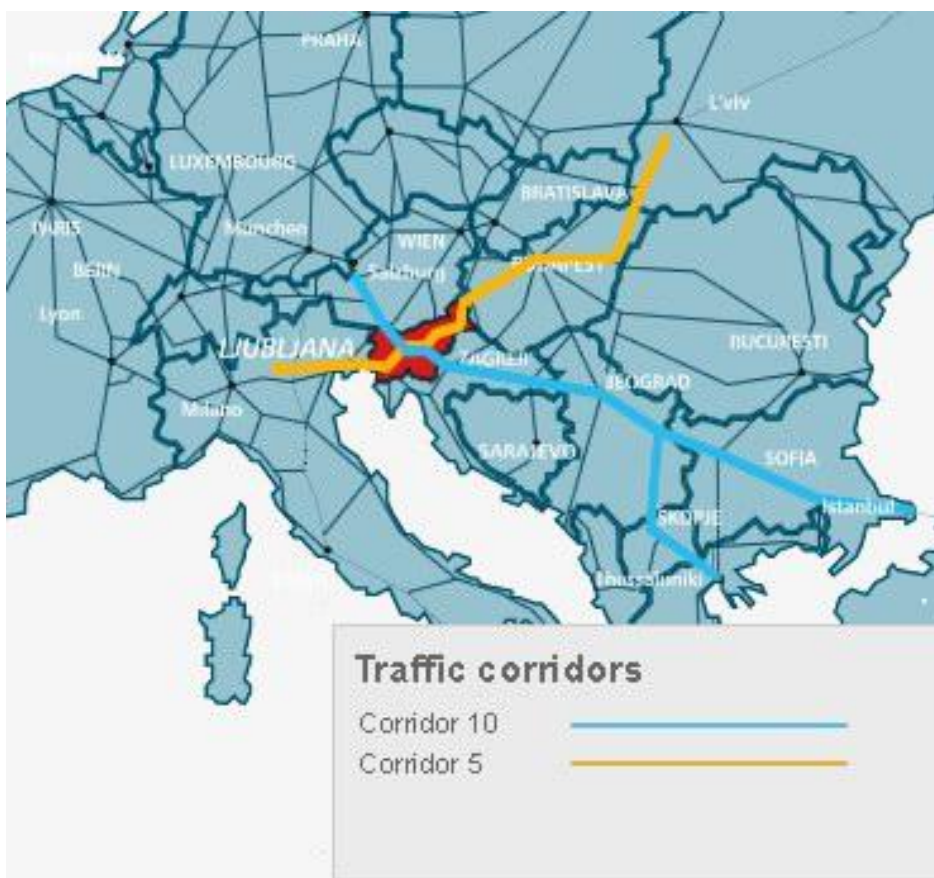 PRAHA
L'viv
LUXEMBOURG
BRATISLAVA
PARIS
Munchen
WIEN
BERN
Salzburg
BUDAPEST
Lyon
LJUBLJANA
ZAGREB
BUCURESTI
Milano
BEOGRAD
SARAJEVO
SOFIA
Istanbul
SKOPJE
Thessaloniki
Traffic corridors
Corridor 10
Corridor 5